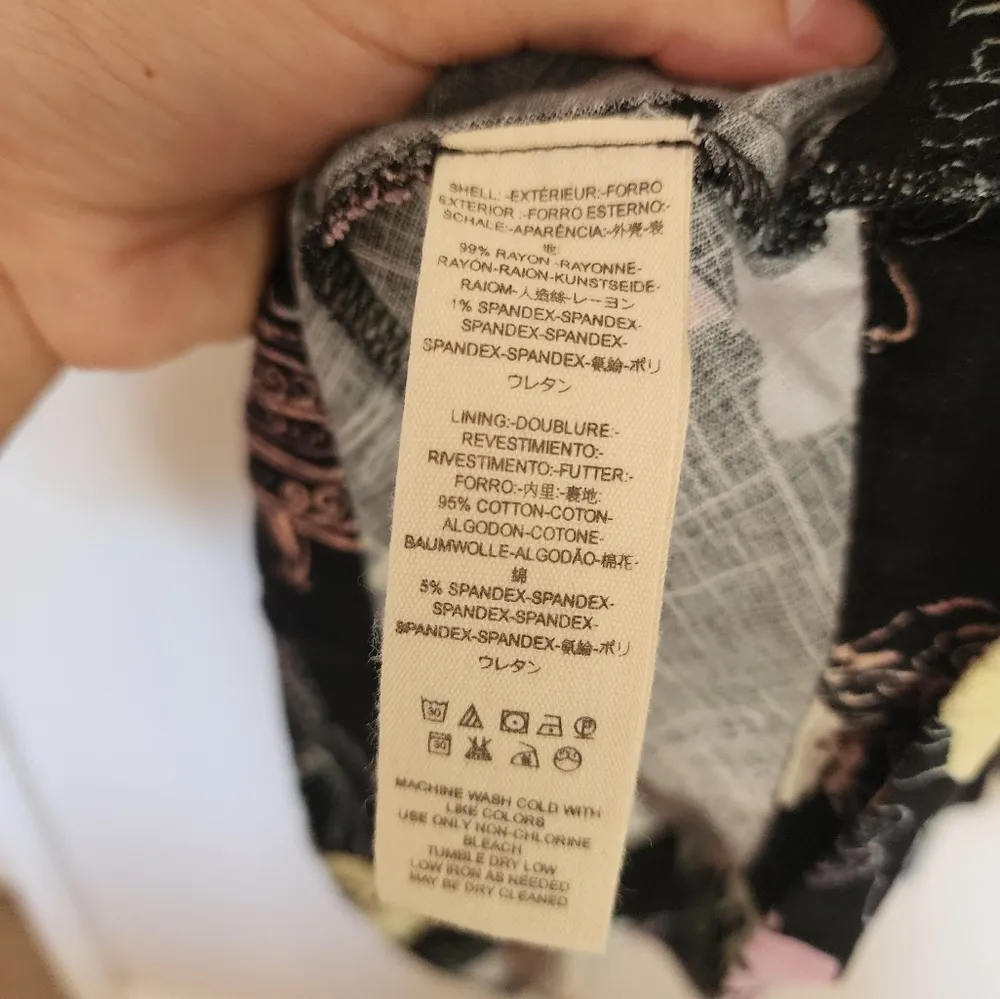 SHELL: -EXTÉRIEUR:-FORRO
EXTERIOR :-FORRO ESTERNO:-
SCHALE:-APARÊNCIA:-外殼-表
地:
99% RAYON -RAYONNE-
RAYÓN-RAION-KUNSTSEIDE-
RAIOM-人造絲-レーヨン
1% SPANDEX-SPANDEX-
SPANDEX-SPANDEX-
SPANDEX-SPANDEX-氨綸-ポリ
ウレタン
LINING:-DOUBLURE:-
REVESTIMIENTO:-
RIVESTIMENTO:-FUTTER:-
FORRO:-内里:-裏地:
95% COTTON-COTON-
ALGODON-COTONE-
BAUMWOLLE-ALGODÃO-棉花-
綿
5% SPANDEX-SPANDEX-
SPANDEX-SPANDEX-
SPANDEX-SPANDEX-氨綸-ポリ
ウレタン
30
30
MACHINE WASH COLD WITH
LIKE COLORS
USE ONLY NON-CHLORINE
BLEACH
TUMBLE DRY LOW
LOW IRON AS NEEDED
MAY BE DRY CLEANED